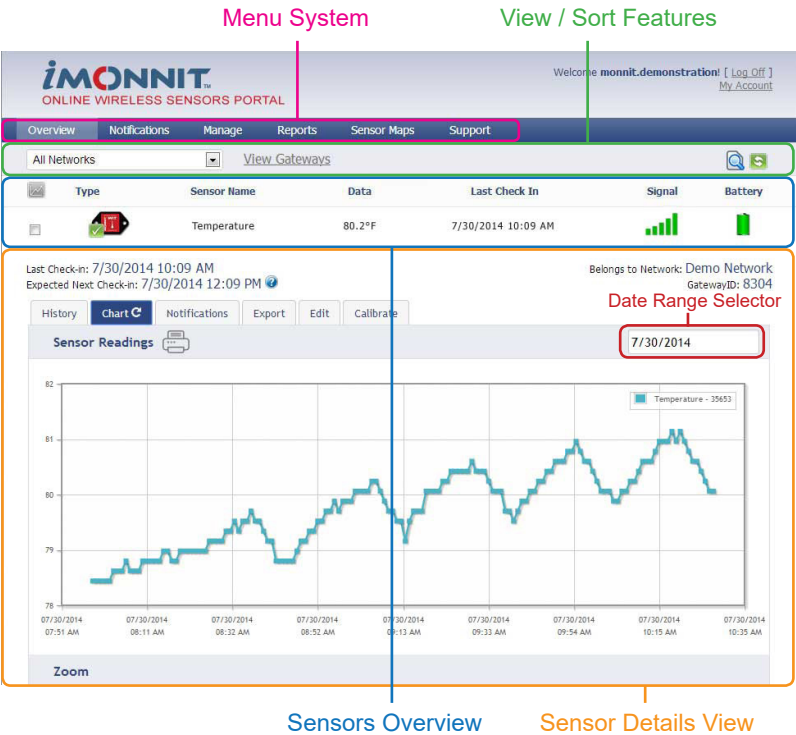 Menu System
View / Sort Features
iMONNIT™
ONLINE WIRELESS SENSORS PORTAL
Welcome monnit.demonstration! [ Log Off ]
My Account
Overview Notifications Manage Reports Sensor Maps Support
All Networks View Gateways
Type Sensor Name Data Last Check In Signal Battery
Temperature 80.2°F 7/30/2014 10:09 AM
Last Check-in: 7/30/2014 10:09 AM
Belongs to Network: Demo Network
Expected Next Check-in: 7/30/2014 12:09 PM ?
GatewayID: 8304
Date Range Selector
History Chart Notifications Export Edit Calibrate
Sensor Readings
7/30/2014
Temperature - 35653
82
81
80
79
78
07/30/2014 07/30/2014 07/30/2014 07/30/2014 07/30/2014 07/30/2014 07/30/2014 07/30/2014 07/30/2014
07:51 AM 08:11 AM 08:32 AM 08:52 AM 09:13 AM 09:33 AM 09:54 AM 10:15 AM 10:35 AM
Zoom
Sensors Overview
Sensor Details View